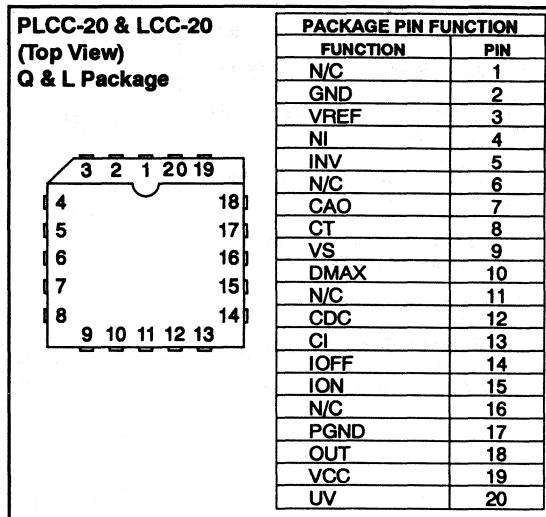 PLCC-20 & LCC-20
(Top View)
Q & L Package
3 2 1 20 19
4 18
5 17
6 16
7 15
8 14
9 10 11 12 13
PACKAGE PIN FUNCTION
FUNCTION PIN
N/C 1
GND 2
VREF 3
NI 4
INV 5
N/C 6
CAO 7
CT 8
VS 9
DMAX 10
N/C 11
CDC 12
CI 13
IOFF 14
ION 15
N/C 16
PGND 17
OUT 18
VCC 19
UV 20